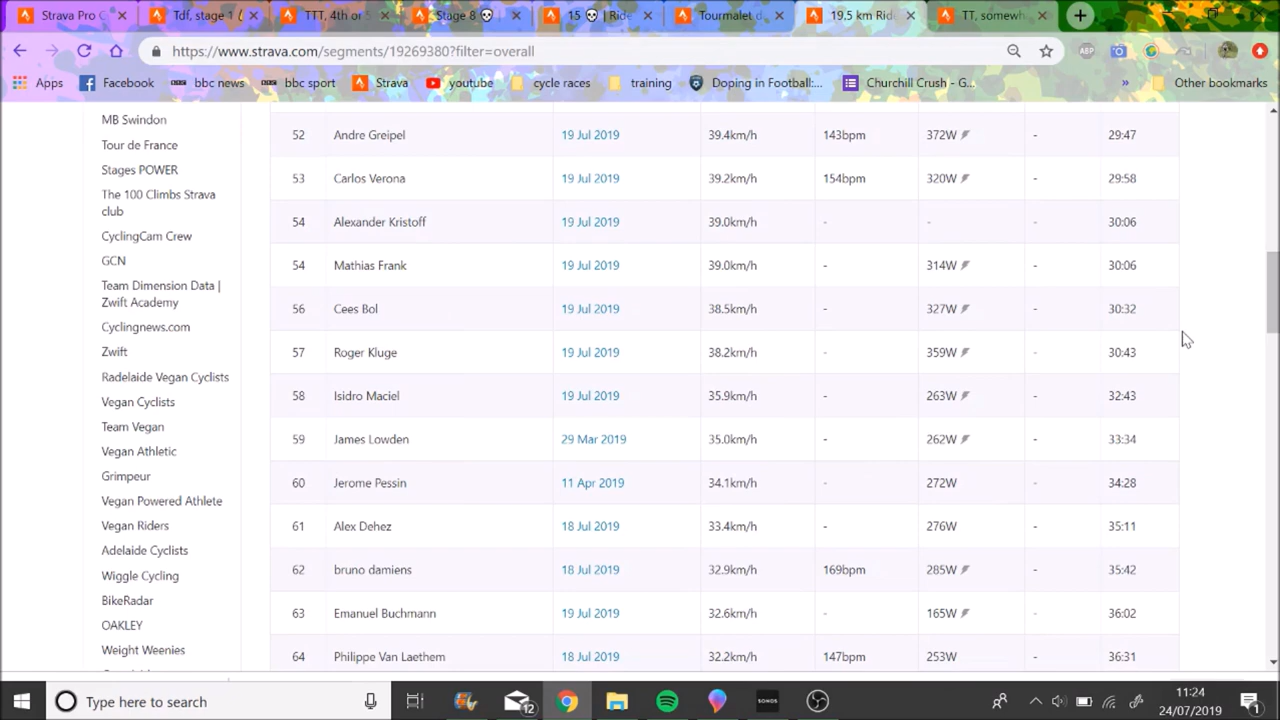 Strava Pro C
Tdf, stage 1 (
TTT, 4th or 5
Stage 8
15 | Ride
Tourmalet d
19.5 km Rid
TT, somewh
https://www.strava.com/segments/19269380?filter=overall
ABP
Apps
Facebook
bbc news
bbc sport
Strava
youtube
cycle races
training
Doping in Football:...
Churchill Crush - G...
»
Other bookmarks
MB Swindon
Tour de France
Stages POWER
The 100 Climbs Strava
club
CyclingCam Crew
GCN
Team Dimension Data |
Zwift Academy
Cyclingnews.com
Zwift
Radelaide Vegan Cyclists
Vegan Cyclists
Team Vegan
Vegan Athletic
Grimpeur
Vegan Powered Athlete
Vegan Riders
Adelaide Cyclists
Wiggle Cycling
BikeRadar
OAKLEY
Weight Weenies
52 Andre Greipel 19 Jul 2019 39.4km/h 143bpm 372W - 29:47
53 Carlos Verona 19 Jul 2019 39.2km/h 154bpm 320W - 29:58
54 Alexander Kristoff 19 Jul 2019 39.0km/h - - - 30:06
54 Mathias Frank 19 Jul 2019 39.0km/h - 314W - 30:06
56 Cees Bol 19 Jul 2019 38.5km/h - 327W - 30:32
57 Roger Kluge 19 Jul 2019 38.2km/h - 359W - 30:43
58 Isidro Maciel 19 Jul 2019 35.9km/h - 263W - 32:43
59 James Lowden 29 Mar 2019 35.0km/h - 262W - 33:34
60 Jerome Pessin 11 Apr 2019 34.1km/h - 272W - 34:28
61 Alex Dehez 18 Jul 2019 33.4km/h - 276W - 35:11
62 bruno damiens 18 Jul 2019 32.9km/h 169bpm 285W - 35:42
63 Emanuel Buchmann 19 Jul 2019 32.6km/h - 165W - 36:02
64 Philippe Van Laethem 18 Jul 2019 32.2km/h 147bpm 253W - 36:31
Type here to search
12
SONOS
11:24
24/07/2019
1